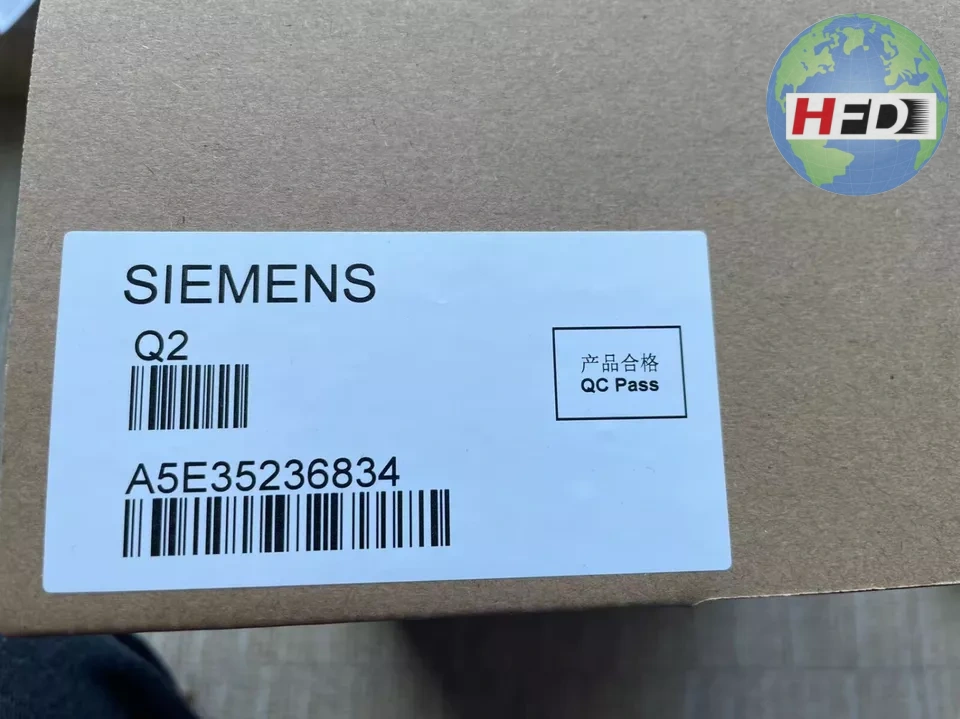 HFD
SIEMENS
Q2
产品合格
QC Pass
A5E35236834